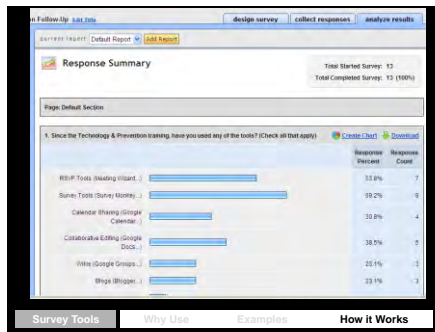 on Follow-Up Edit Title
design survey collect responses analyze results
current report: Default Report Add Report
Response Summary
Total Started Survey: 13
Total Completed Survey: 13 (100%)
Page: Default Section
1. Since the Technology & Prevention training, have you used any of the tools? (Check all that apply) Create Chart Download
Response Percent Response Count
RSVP Tools (Meeting Wizard...) 53.8% 7
Survey Tools (Survey Monkey...) 69.2% 9
Calendar Sharing (Google Calendar...) 30.8% 4
Collaborative Editing (Google Docs...) 38.5% 5
Wikis (Google Groups...) 23.1% 3
Blogs (Blogger...) 23.1% 3
Survey Tools Why Use Examples How it Works